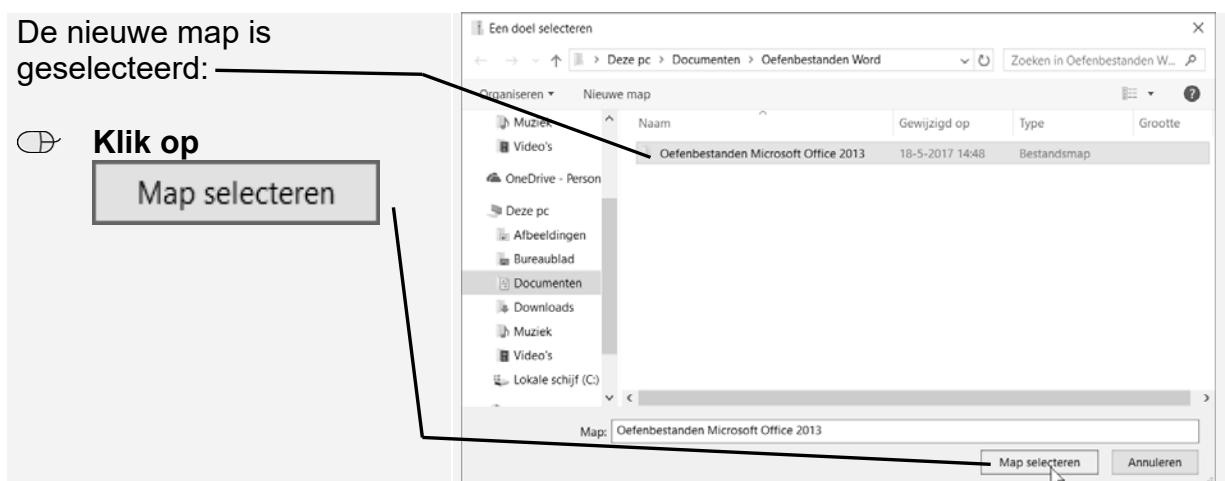 De nieuwe map is
geselecteerd:
Klik op
Map selecteren
Een doel selecteren
Deze pc > Documenten > Oefenbestanden Word
Zoeken in Oefenbestanden W...
Organiseren
Nieuwe map
Naam
Gewijzigd op
Type
Grootte
Oefenbestanden Microsoft Office 2013
18-5-2017 14:48
Bestandsmap
Muziek
Video's
OneDrive - Person
Deze pc
Afbeeldingen
Bureaublad
Documenten
Downloads
Muziek
Video's
Lokale schijf (C:)
Map: Oefenbestanden Microsoft Office 2013
Map selecteren
Annuleren